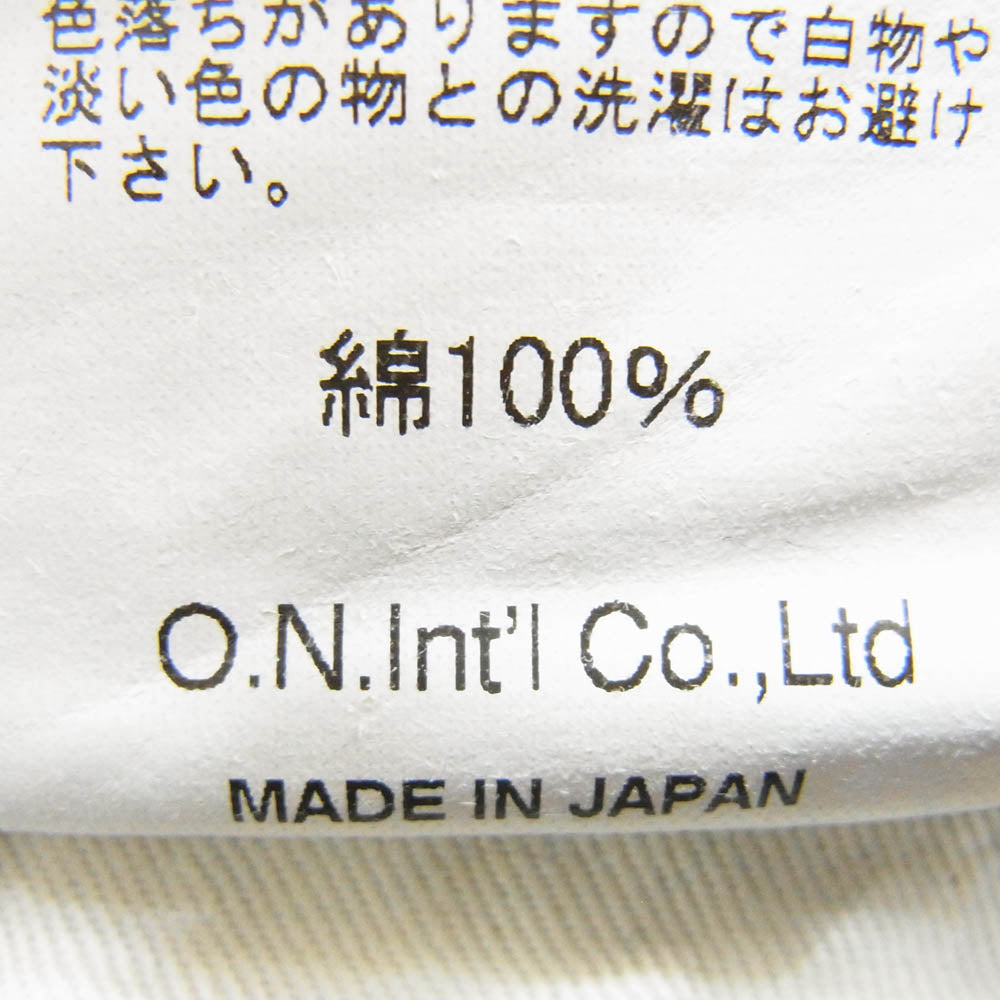 色落ちがありますので白物や
淡い色の物との洗濯はお避け
下さい。
綿100%
O.N.Int'l Co.,Ltd
MADE IN JAPAN